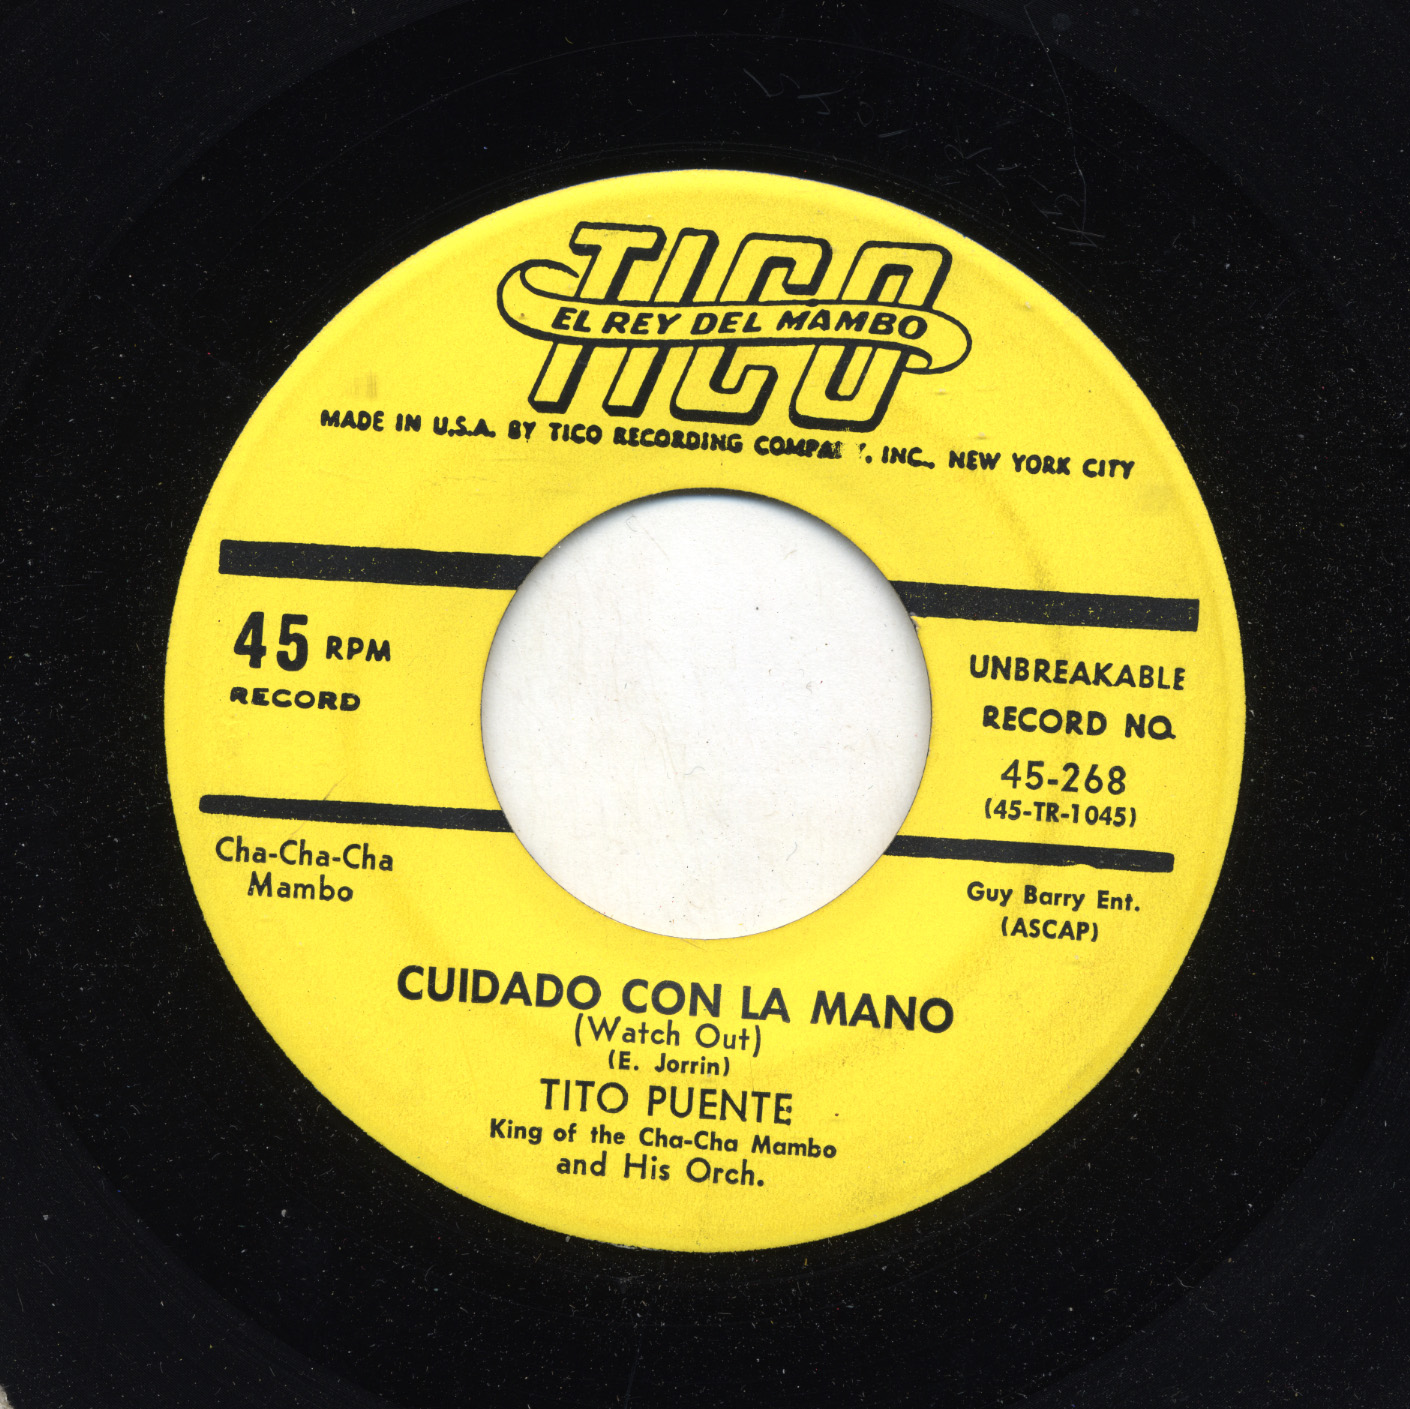 TICO
EL REY DEL MAMBO
MADE IN U.S.A. BY TICO RECORDING COMPANY, INC., NEW YORK CITY
45 RPM
RECORD
UNBREAKABLE
RECORD NO.
45-268
(45-TR-1045)
Cha-Cha-Cha
Mambo
Guy Barry Ent.
(ASCAP)
CUIDADO CON LA MANO
(Watch Out)
(E. Jorrin)
TITO PUENTE
King of the Cha-Cha Mambo
and His Orch.